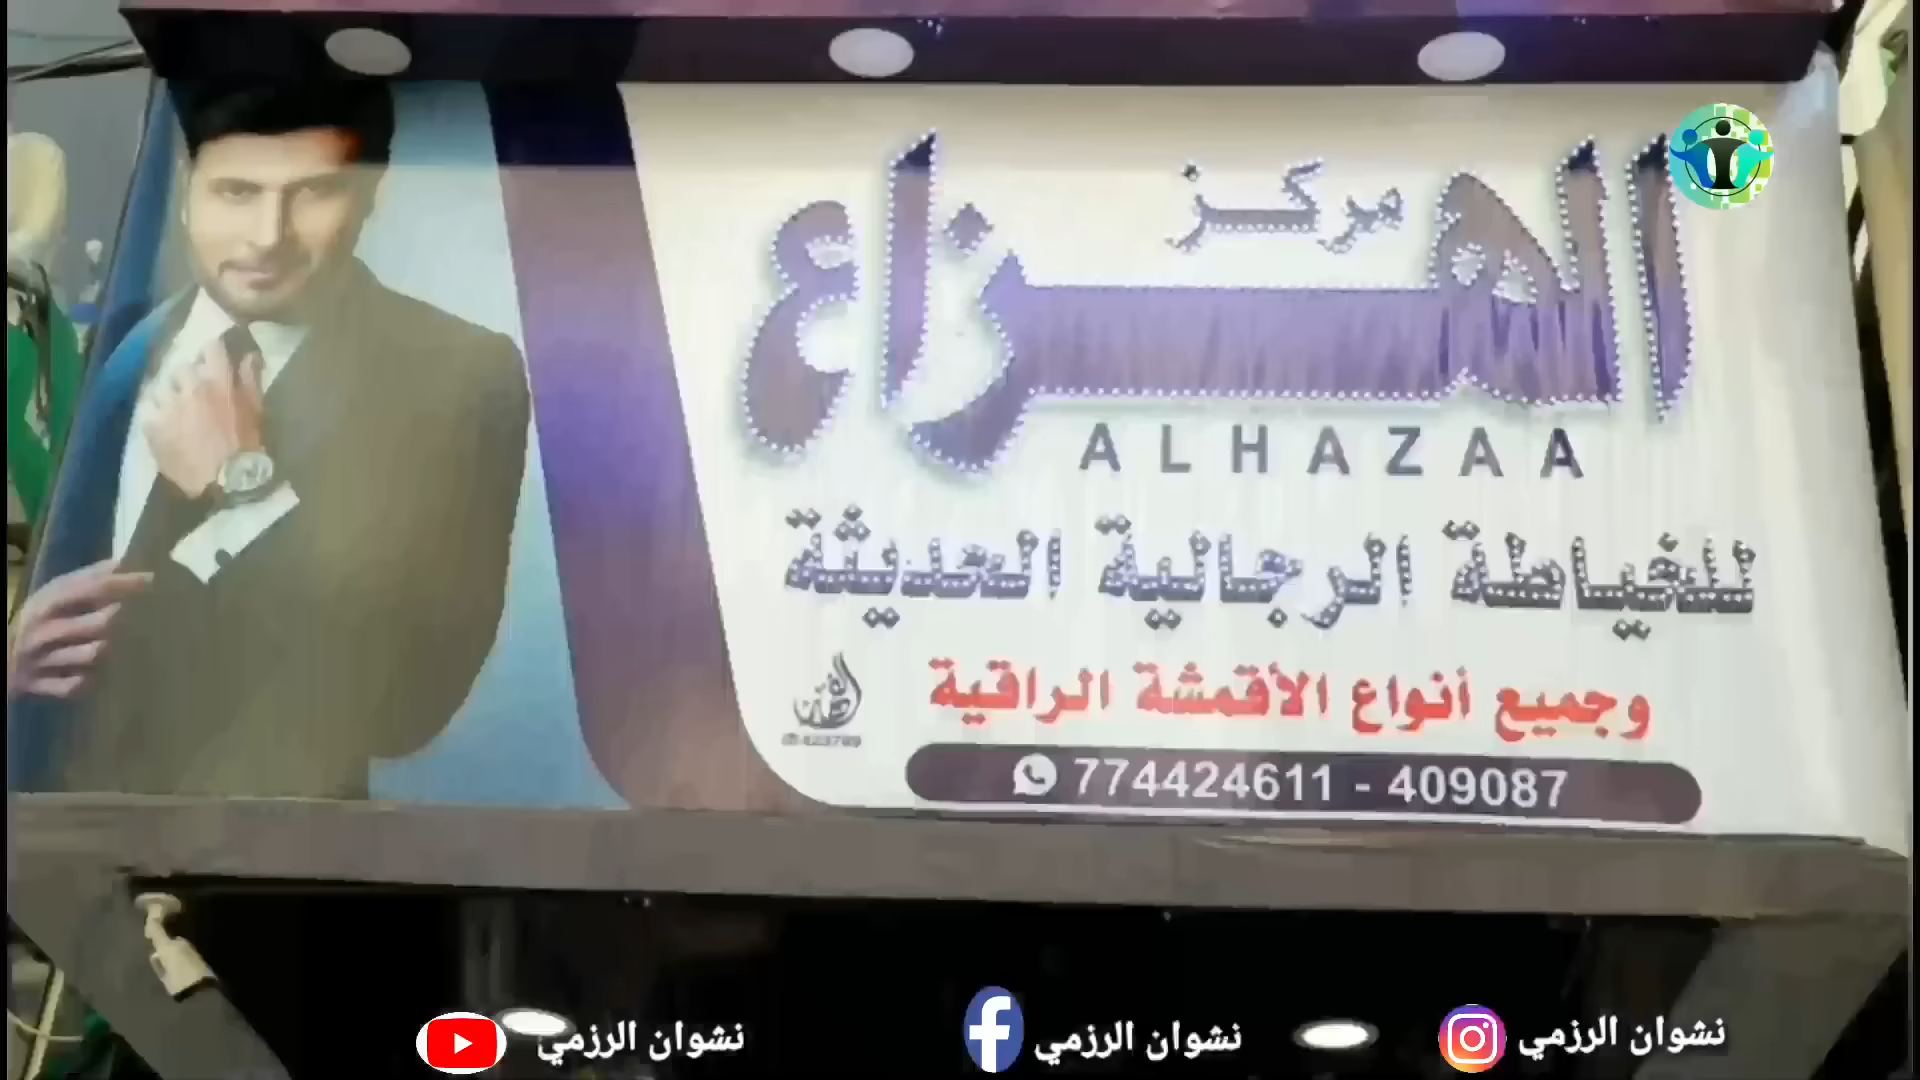 مركز
الهزاع
ALHAZAA
للخياطة الرجالية الحديثة
وجميع أنواع الأقمشة الراقية
774424611 - 409087
نشوان الرزمي
نشوان الرزمي
نشوان الرزمي